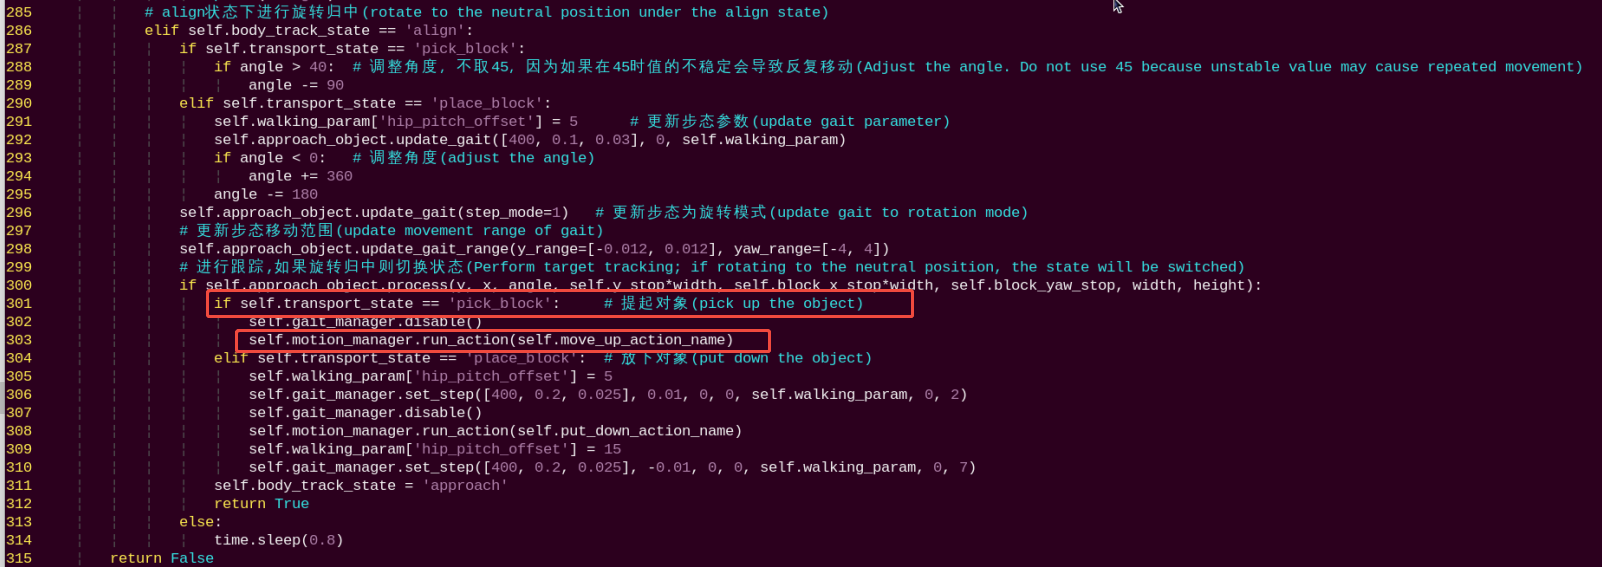 285 # align状态下进行旋转归中(rotate to the neutral position under the align state)
286 elif self.body_track_state == 'align':
287 if self.transport_state == 'pick_block':
288 if angle > 40: # 调整角度, 不取45, 因为如果在45时值的不稳定会导致反复移动(Adjust the angle. Do not use 45 because unstable value may cause repeated movement)
289 angle -= 90
290 elif self.transport_state == 'place_block':
291 self.walking_param['hip_pitch_offset'] = 5 # 更新步态参数(update gait parameter)
292 self.approach_object.update_gait([400, 0.1, 0.03], 0, self.walking_param)
293 if angle < 0: # 调整角度(adjust the angle)
294 angle += 360
295 angle -= 180
296 self.approach_object.update_gait(step_mode=1) # 更新步态为旋转模式(update gait to rotation mode)
297 # 更新步态移动范围(update movement range of gait)
298 self.approach_object.update_gait_range(y_range=[-0.012, 0.012], yaw_range=[-4, 4])
299 # 进行跟踪,如果旋转归中则切换状态(Perform target tracking; if rotating to the neutral position, the state will be switched)
300 if self.approach_object.process(y, x, angle, self.y_stop*width, self.block_x_stop*width, self.block_yaw_stop, width, height):
301 if self.transport_state == 'pick_block': # 提起对象(pick up the object)
302 self.gait_manager.disable()
303 self.motion_manager.run_action(self.move_up_action_name)
304 elif self.transport_state == 'place_block': # 放下对象(put down the object)
305 self.walking_param['hip_pitch_offset'] = 5
306 self.gait_manager.set_step([400, 0.2, 0.025], 0.01, 0, 0, self.walking_param, 0, 2)
307 self.gait_manager.disable()
308 self.motion_manager.run_action(self.put_down_action_name)
309 self.walking_param['hip_pitch_offset'] = 15
310 self.gait_manager.set_step([400, 0.2, 0.025], -0.01, 0, 0, self.walking_param, 0, 7)
311 self.body_track_state = 'approach'
312 return True
313 else:
314 time.sleep(0.8)
315 return False